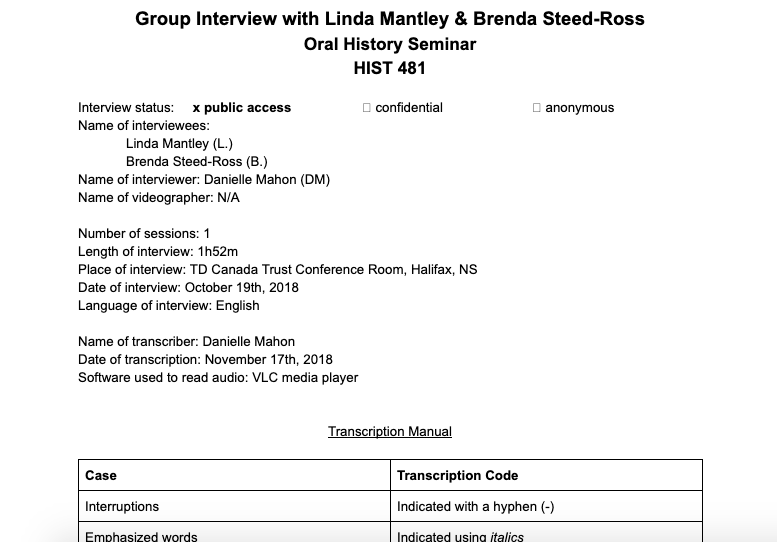 Group Interview with Linda Mantley & Brenda Steed-Ross
Oral History Seminar
HIST 481
Interview status: x public access □ confidential □ anonymous
Name of interviewees:
Linda Mantley (L.)
Brenda Steed-Ross (B.)
Name of interviewer: Danielle Mahon (DM)
Name of videographer: N/A
Number of sessions: 1
Length of interview: 1h52m
Place of interview: TD Canada Trust Conference Room, Halifax, NS
Date of interview: October 19th, 2018
Language of interview: English
Name of transcriber: Danielle Mahon
Date of transcription: November 17th, 2018
Software used to read audio: VLC media player
Transcription Manual
Case Transcription Code
Interruptions Indicated with a hyphen (-)
Emphasized words Indicated using italics